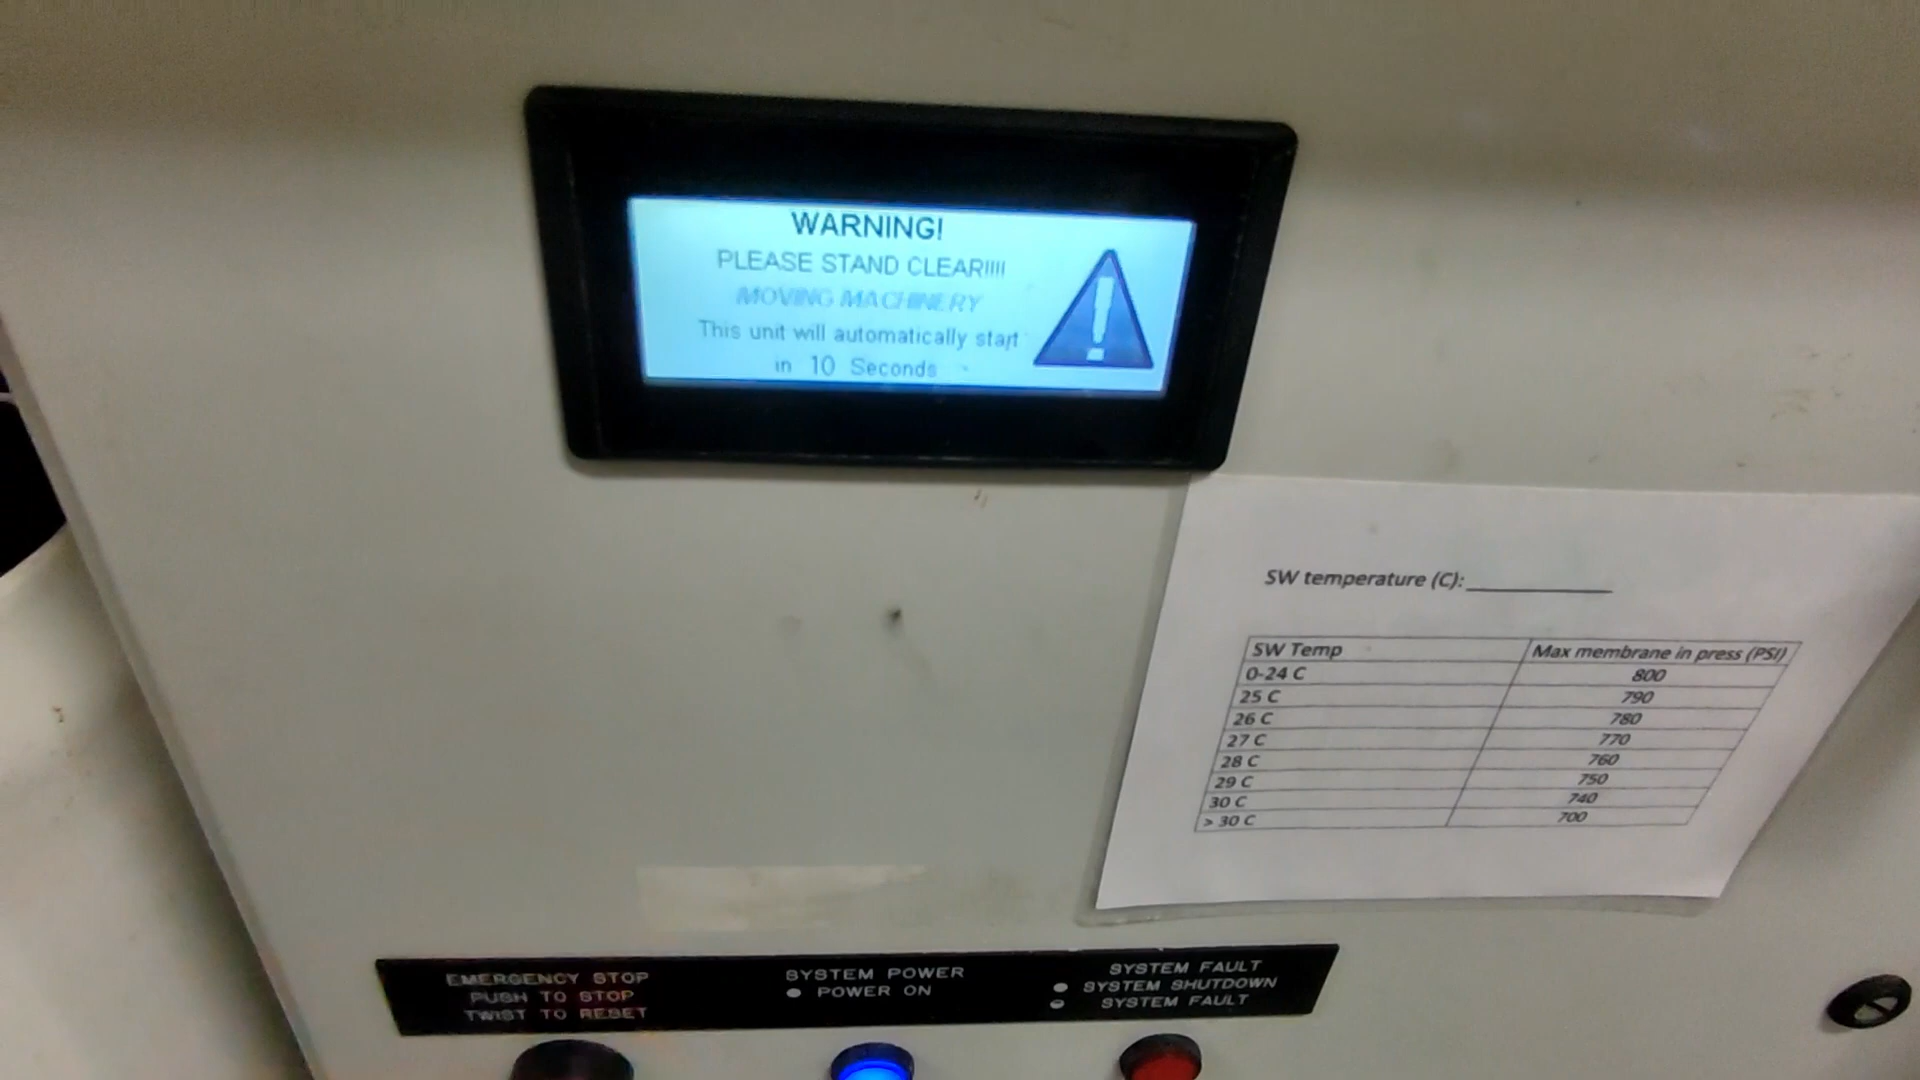 WARNING!
PLEASE STAND CLEAR!!!!
MOVING MACHINERY
This unit will automatically start
in 10 Seconds
SW temperature (C):____________
SW Temp Max membrane in press (PSI)
0-24 C 800
25 C 790
26 C 780
27 C 770
28 C 760
29 C 750
30 C 740
> 30 C 700
EMERGENCY STOP
PUSH TO STOP
TWIST TO RESET
SYSTEM POWER
POWER ON
SYSTEM FAULT
SYSTEM SHUTDOWN
SYSTEM FAULT